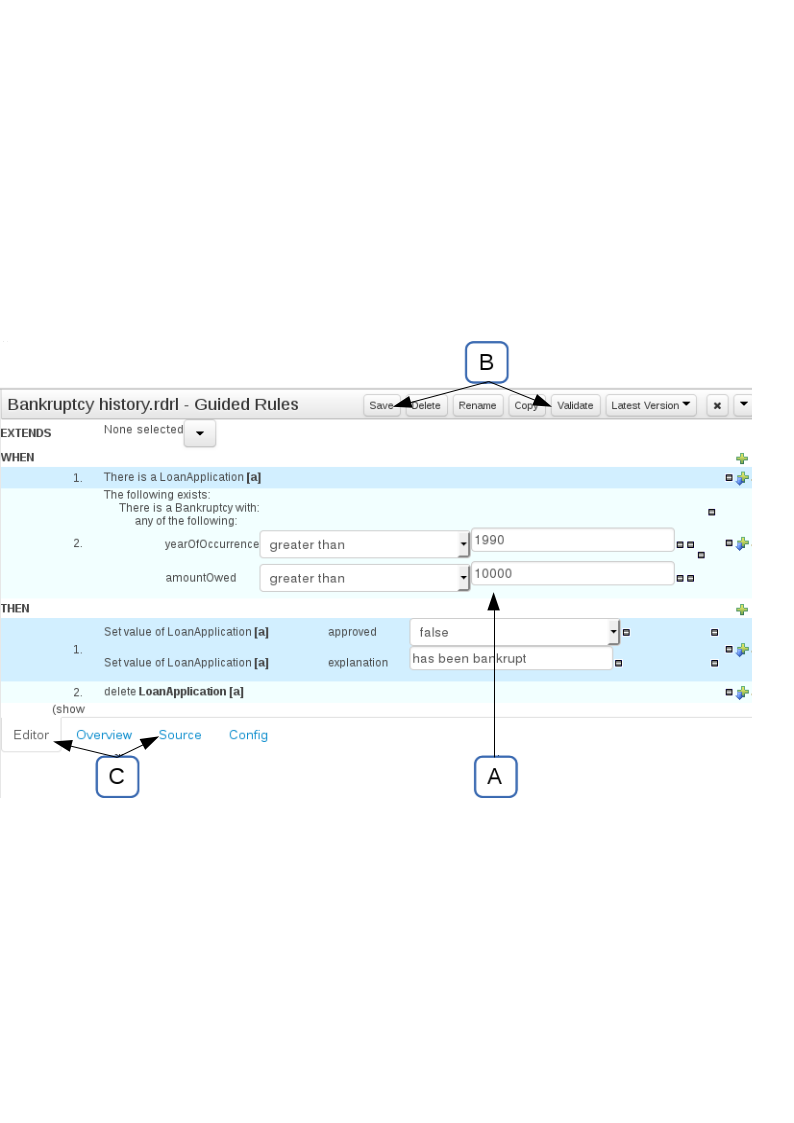 B
Bankruptcy history.rdrl - Guided Rules Save Delete Rename Copy Validate Latest Version
EXTENDS None selected
WHEN
1. There is a LoanApplication [a]
The following exists:
There is a Bankruptcy with:
any of the following:
2. yearOfOccurrence greater than 1990
amountOwed greater than 10000
THEN
1. Set value of LoanApplication [a] approved false
Set value of LoanApplication [a] explanation has been bankrupt
2. delete LoanApplication [a]
(show
Editor Overview Source Config
C A